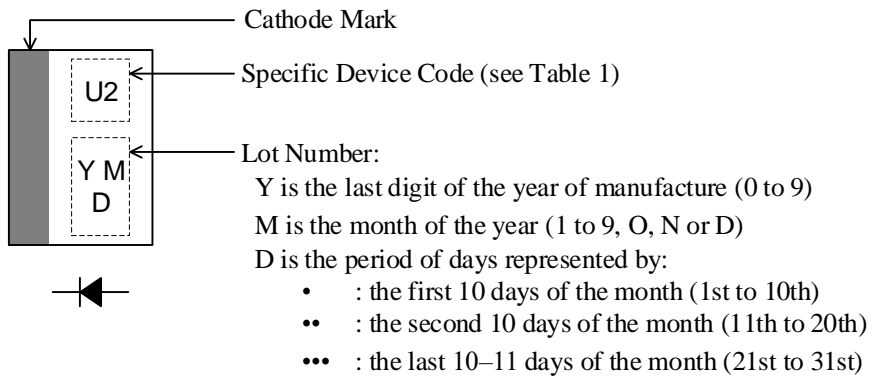 Cathode Mark
U2
Specific Device Code (see Table 1)
Y M
D
Lot Number:
Y is the last digit of the year of manufacture (0 to 9)
M is the month of the year (1 to 9, O, N or D)
D is the period of days represented by:
• : the first 10 days of the month (1st to 10th)
•• : the second 10 days of the month (11th to 20th)
••• : the last 10–11 days of the month (21st to 31st)